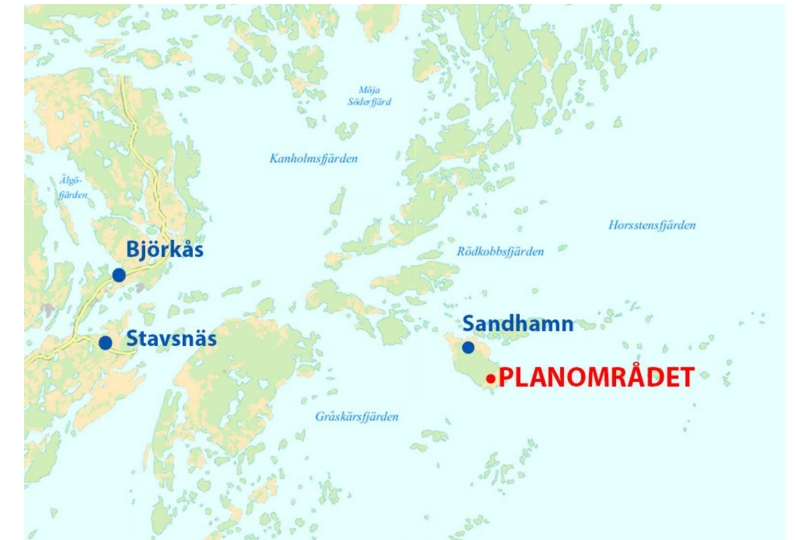 Möja
Söderfjärd
Kanholmsfjärden
Älgö-
fjärden
Horsstensfjärden
Björkås
Rödkobbsfjärden
Sandhamn
Stavsnäs
PLANOMRÅDET
Gråskärsfjärden